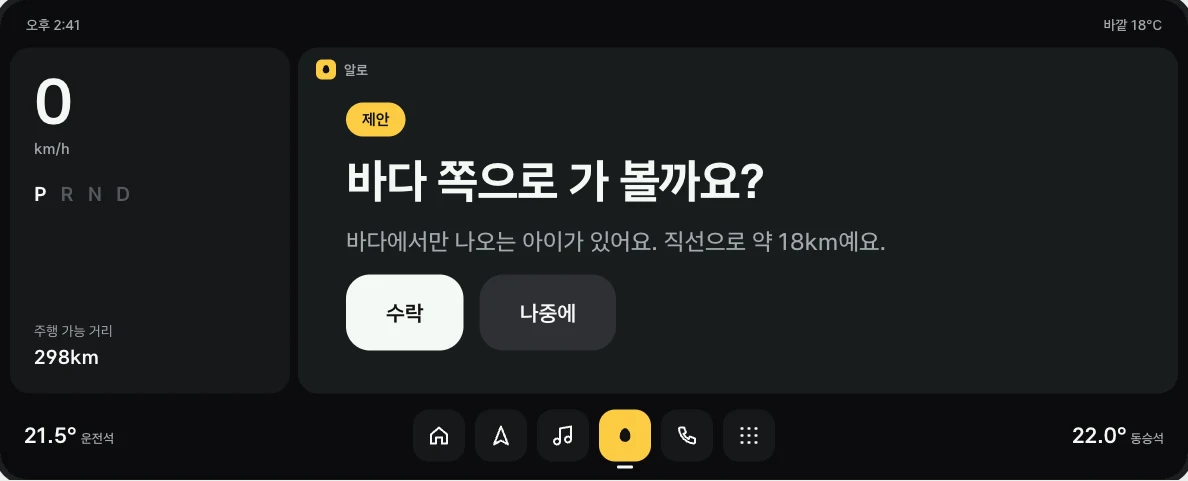 오후 2:41
바깥 18°C
0
km/h
P R N D
주행 가능 거리
298km
알로
제안
바다 쪽으로 가 볼까요?
바다에서만 나오는 아이가 있어요. 직선으로 약 18km예요.
수락
나중에
21.5° 운전석
22.0° 동승석